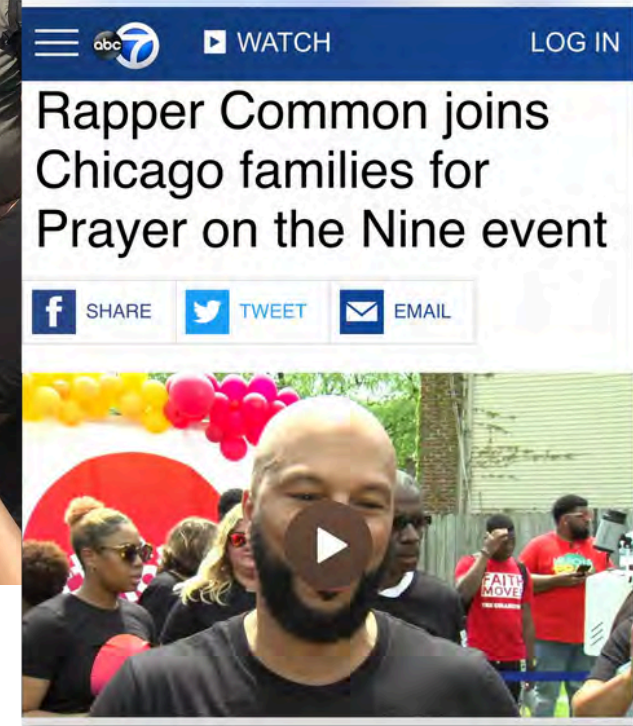 abc 7
WATCH
LOG IN
Rapper Common joins
Chicago families for
Prayer on the Nine event
f SHARE
TWEET
EMAIL
FAITH
MOVES